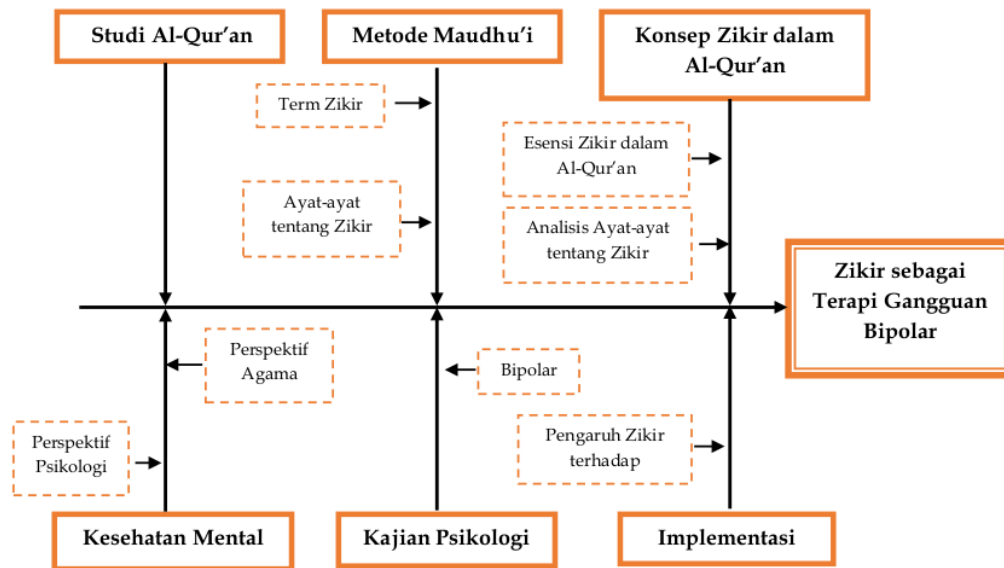 Studi Al-Qur’an
Metode Maudhu’i
Konsep Zikir dalam
Al-Qur’an
Term Zikir
Esensi Zikir dalam
Al-Qur’an
Ayat-ayat
tentang Zikir
Analisis Ayat-ayat
tentang Zikir
Zikir sebagai
Terapi Gangguan
Bipolar
Perspektif
Agama
Bipolar
Perspektif
Psikologi
Pengaruh Zikir
terhadap
Kesehatan Mental
Kajian Psikologi
Implementasi